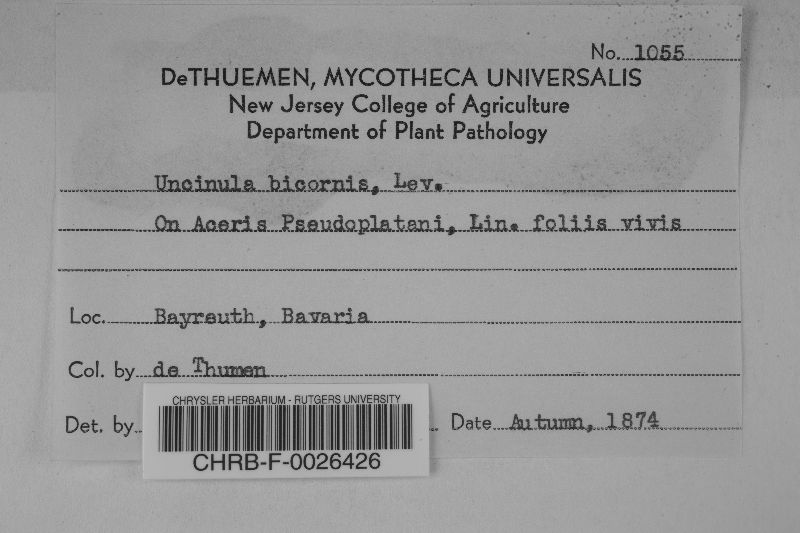 No. 1055
DeTHUEMEN, MYCOTHECA UNIVERSALIS
New Jersey College of Agriculture
Department of Plant Pathology
Uncinula bicornis, Lev.
On Aceris Pseudoplatani, Lin. foliis vivis
Loc. Bayreuth, Bavaria
Col. by de Thumen
Det. by Date Autumn, 1874
CHRYSLER HERBARIUM - RUTGERS UNIVERSITY
CHRB-F-0026426